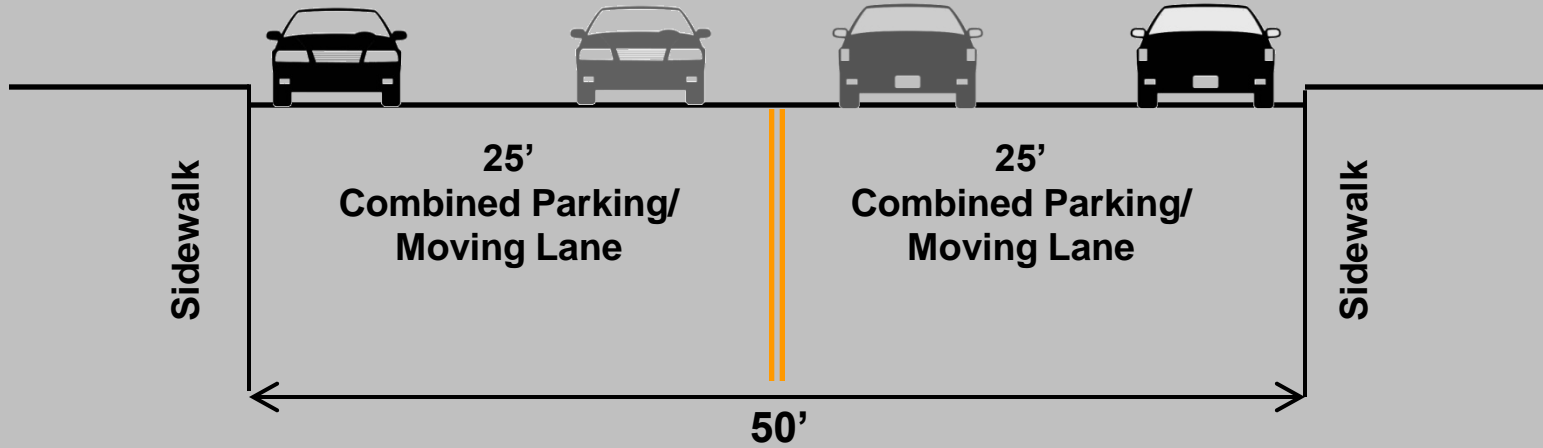 Sidewalk
25’
Combined Parking/
Moving Lane
25’
Combined Parking/
Moving Lane
Sidewalk
50’